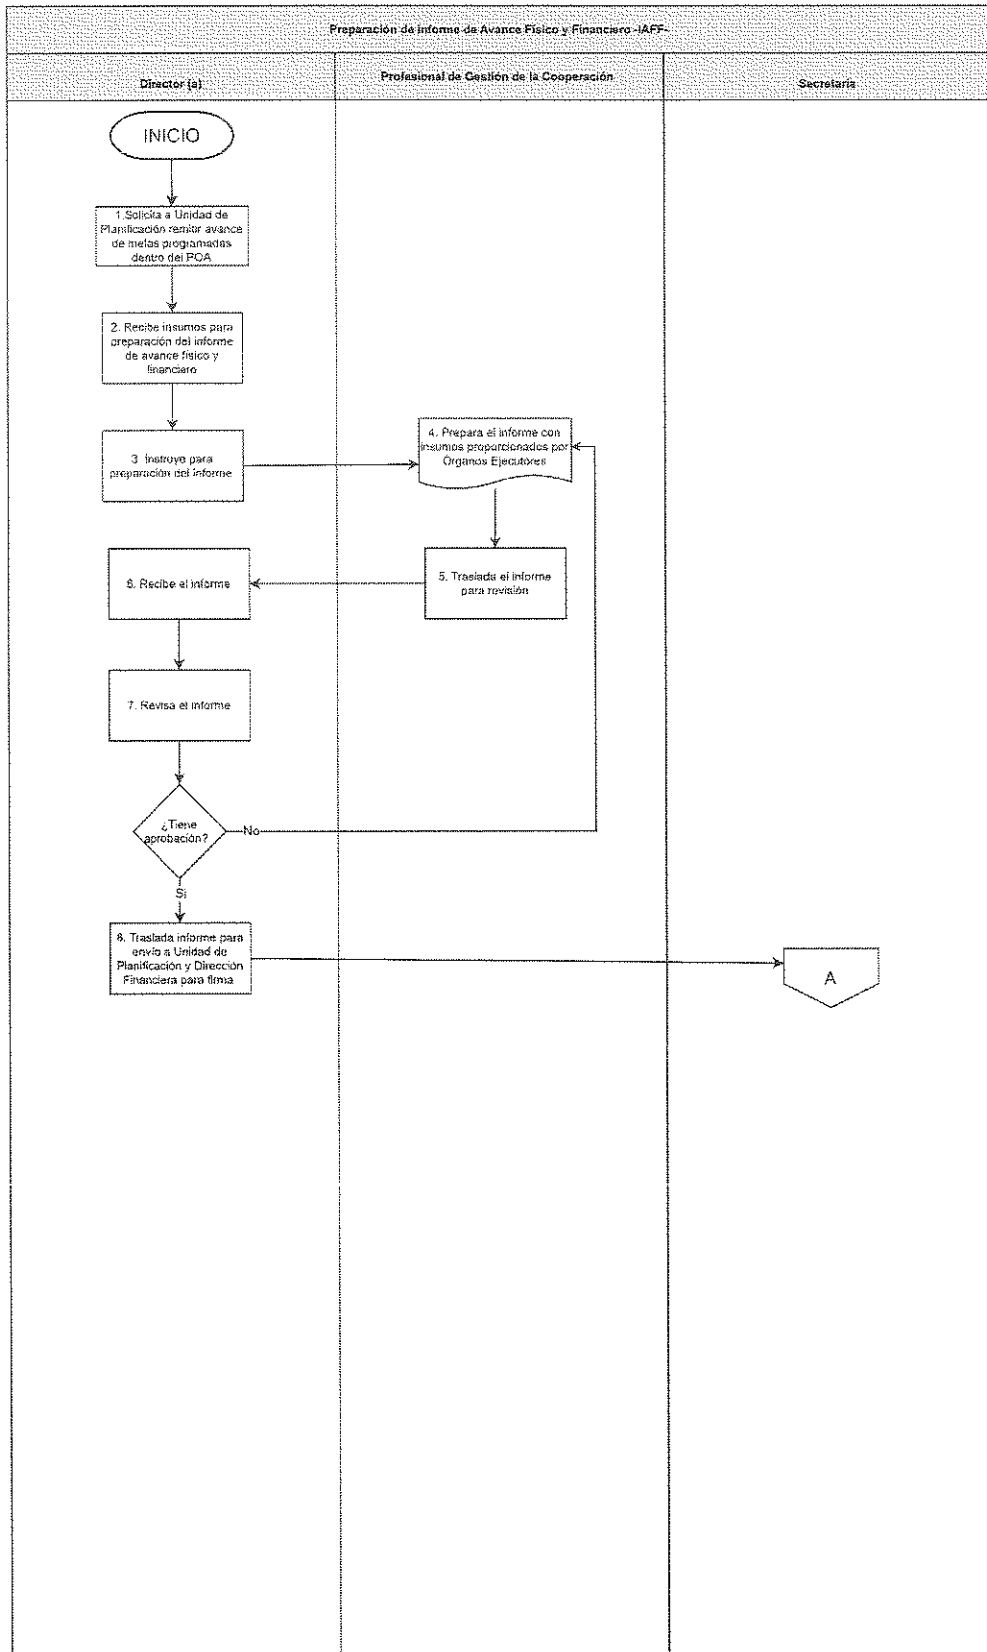 Preparación de informe de Avance Físico y Financiero -IAFF-
Director (a)
Profesional de Gestión de la Cooperación
Secretaria
INICIO
1.Solicita a Unidad de
Planificación remitir avance
de metas programadas
dentro del POA
2. Recibe insumos para
preparación del informe
de avance físico y
financiero
3. Instruye para
preparación del informe
4. Prepara el informe con
insumos proporcionados por
Órganos Ejecutores
5. Traslada el informe
para revisión
6. Recibe el informe
7. Revisa el informe
¿Tiene
aprobación?
No
Si
8. Traslada informe para
envío a Unidad de
Planificación y Dirección
Financiera para firma
A